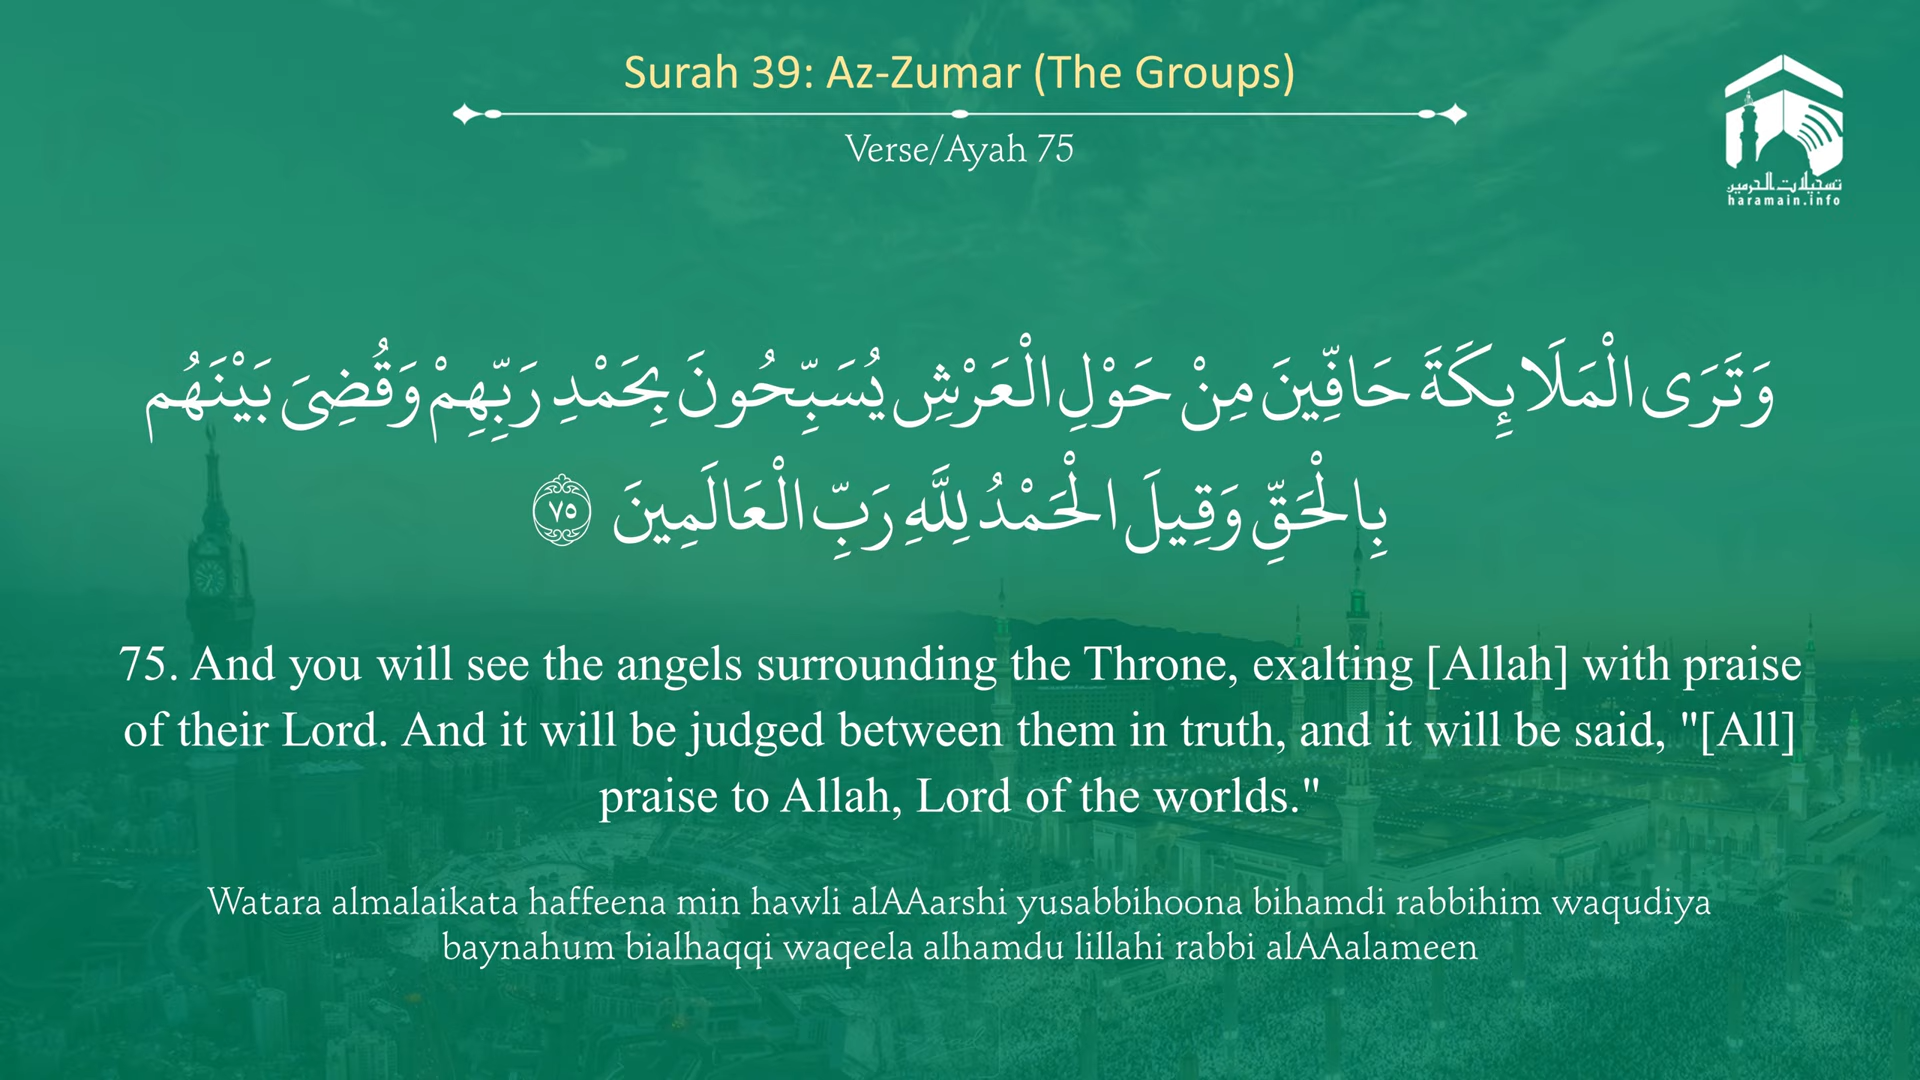 Surah 39: Az-Zumar (The Groups)
Verse/Ayah 75
تسجيلات الحرمين
haramain.info
وَتَرَى الْمَلَائِكَةَ حَافِّينَ مِنْ حَوْلِ الْعَرْشِ يُسَبِّحُونَ بِحَمْدِ رَبِّهِمْ وَقُضِيَ بَيْنَهُم
بِالْحَقِّ وَقِيلَ الْحَمْدُ لِلَّهِ رَبِّ الْعَالَمِينَ ٧٥
75. And you will see the angels surrounding the Throne, exalting [Allah] with praise
of their Lord. And it will be judged between them in truth, and it will be said, "[All]
praise to Allah, Lord of the worlds."
Watara almalaikata haffeena min hawli alAAarshi yusabbihoona bihamdi rabbihim waqudiya
baynahum bialhaqqi waqeela alhamdu lillahi rabbi alAAalameen